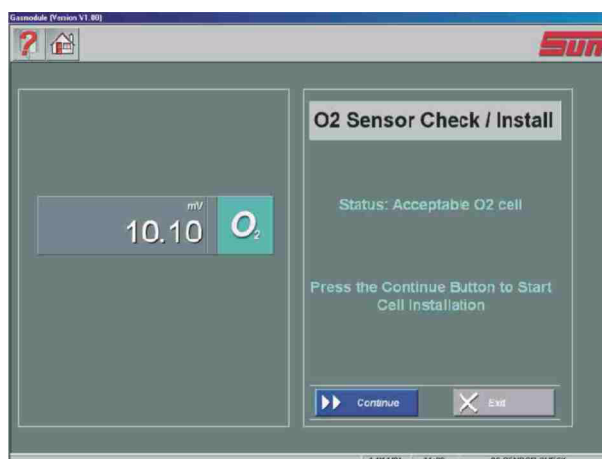 Gasmodule (Version V1.00)
?
Sun
O2 Sensor Check / Install
mV
10.10 O2
Status: Acceptable O2 cell
Press the Continue Button to Start
Cell Installation
Continue
Exit